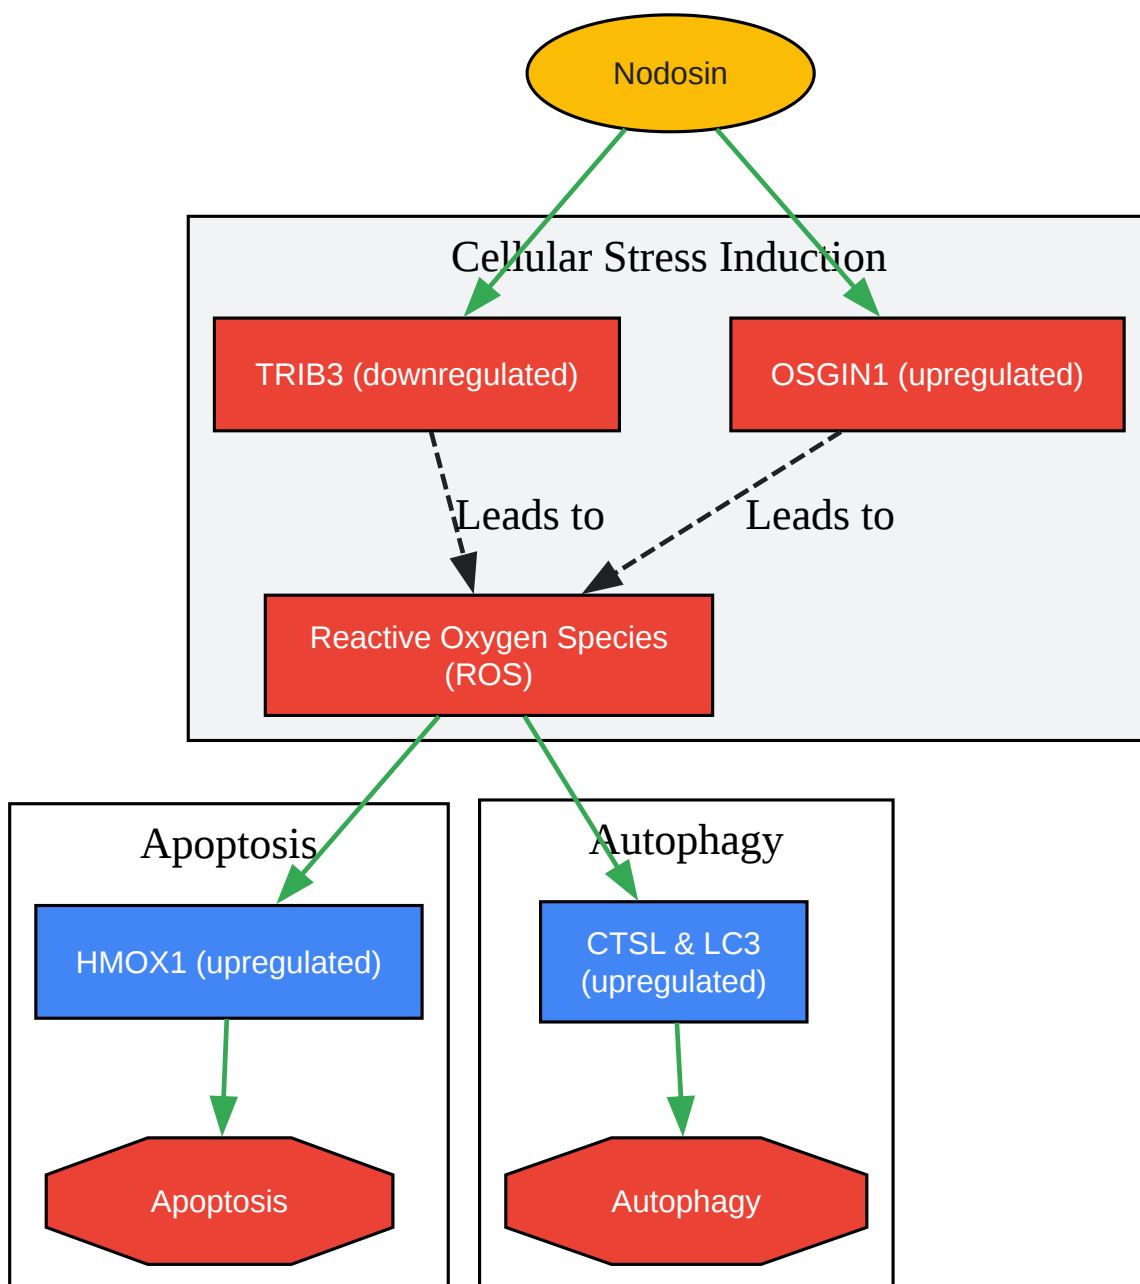 Nodosin
Cellular Stress Induction
TRIB3 (downregulated)
OSGIN1 (upregulated)
Leads to
Leads to
Reactive Oxygen Species
(ROS)
Apoptosis
Autophagy
HMOX1 (upregulated)
CTSL & LC3
(upregulated)
Apoptosis
Autophagy